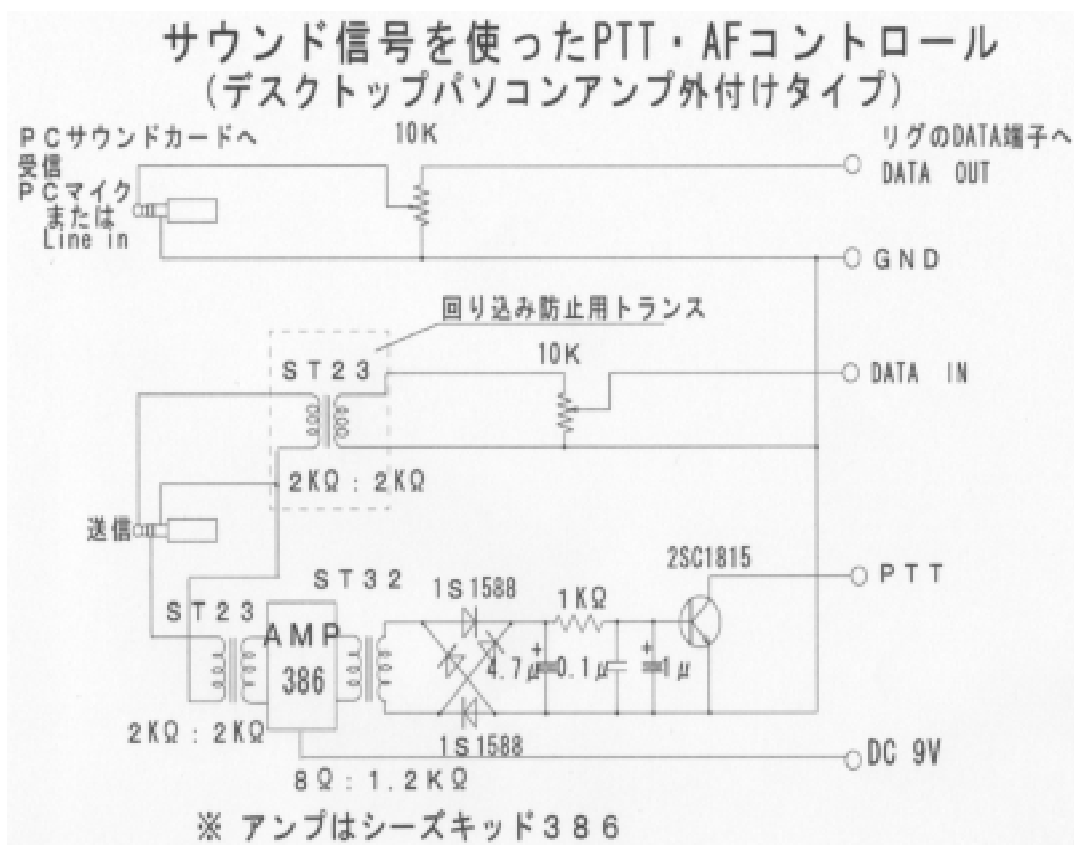 サウンド信号を使ったPTT・AFコントロール
(デスクトップパソコンアンプ外付けタイプ)
PCサウンドカードへ
10K
リグのDATA端子へ
受信
DATA OUT
PCマイク
または
Line in
GND
回り込み防止用トランス
ST23
10K
DATA IN
2KΩ：2KΩ
送信
2SC1815
PTT
ST32
1S1588
1KΩ
ST23
AMP
386
4.7μ
0.1μ
1μ
2KΩ：2KΩ
1S1588
DC 9V
8Ω：1.2KΩ
※ アンプはシーズキッド386